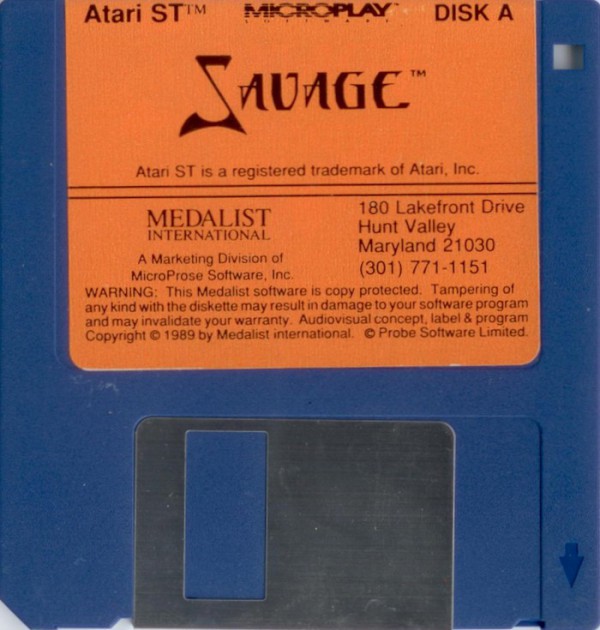 Atari ST™ MICROPLAY™ DISK A
SOFTWARE
SAVAGE™
Atari ST is a registered trademark of Atari, Inc.
MEDALIST
INTERNATIONAL
A Marketing Division of
MicroProse Software, Inc.
180 Lakefront Drive
Hunt Valley
Maryland 21030
(301) 771-1151
WARNING: This Medalist software is copy protected. Tampering of
any kind with the diskette may result in damage to your software program
and may invalidate your warranty. Audiovisual concept, label & program
Copyright © 1989 by Medalist international. © Probe Software Limited.